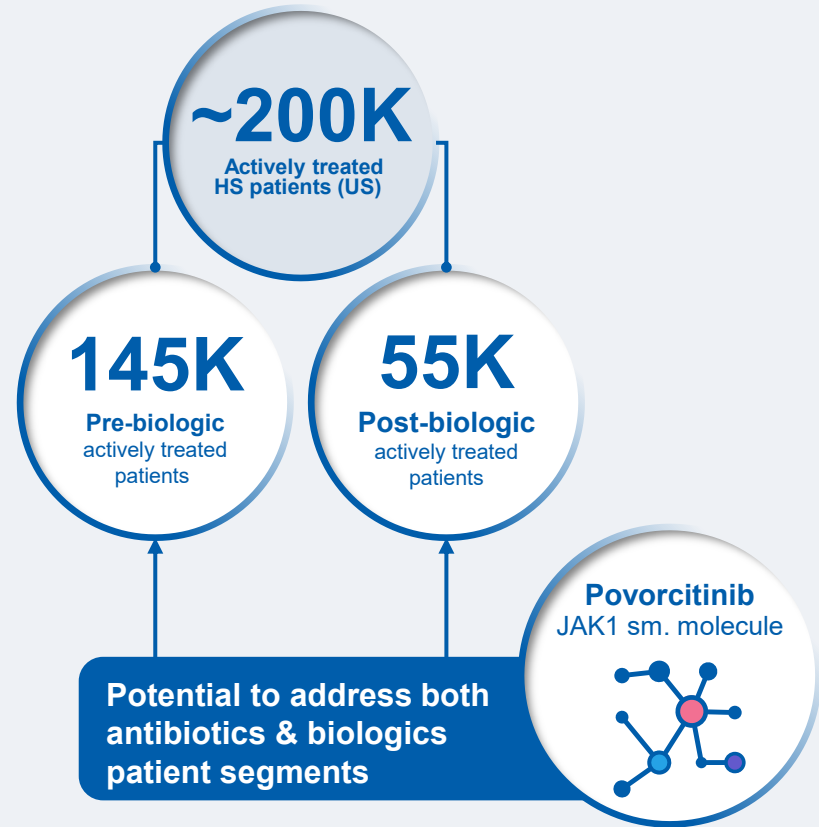 ~200K
Actively treated
HS patients (US)
145K
Pre-biologic
actively treated
patients
55K
Post-biologic
actively treated
patients
Povorcitinib
JAK1 sm. molecule
Potential to address both
antibiotics & biologics
patient segments